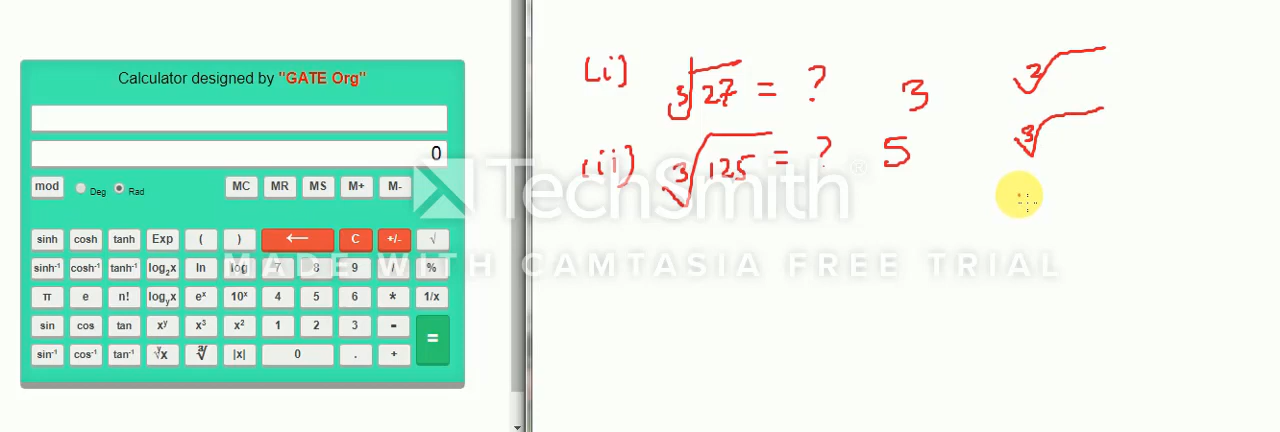 Calculator designed by "GATE Org"
0
mod Deg Rad MC MR MS M+ M-
sinh cosh tanh Exp ( ) ← C +/- √
sinh⁻¹ cosh⁻¹ tanh⁻¹ log₂x ln log 7 8 9 / %
π e n! logᵧx eˣ 10ˣ 4 5 6 * 1/x
sin cos tan xʸ x³ x² 1 2 3 - =
sin⁻¹ cos⁻¹ tan⁻¹ ʸ√x ∛ |x| 0 . +
[i] ∛27 = ? 3 ²√
(ii) ∛125 = ? 5 ∛
TechSmith®
MADE WITH CAMTASIA FREE TRIAL